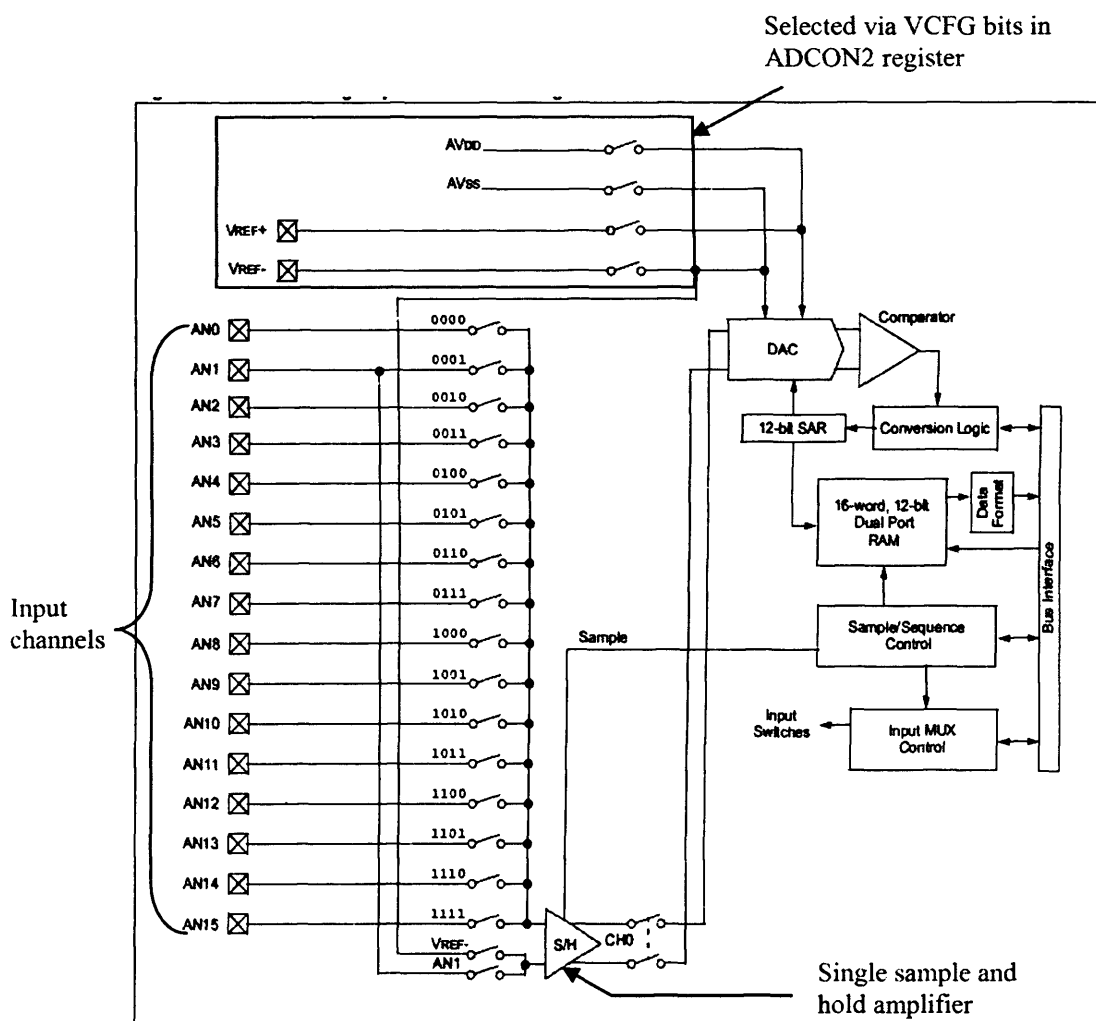 Selected via VCFG bits in
ADCON2 register
AVDD
AVSS
VREF+
VREF-
AN0
0000
AN1
0001
AN2
0010
AN3
0011
AN4
0100
AN5
0101
AN6
0110
AN7
0111
AN8
1000
AN9
1001
AN10
1010
AN11
1011
AN12
1100
AN13
1101
AN14
1110
AN15
1111
VREF-
AN1
Input
channels
S/H
CH0
Sample
DAC
Comparator
12-bit SAR
Conversion Logic
16-word, 12-bit
Dual Port
RAM
Data
Format
Bus Interface
Sample/Sequence
Control
Input
Switches
Input MUX
Control
Single sample and
hold amplifier